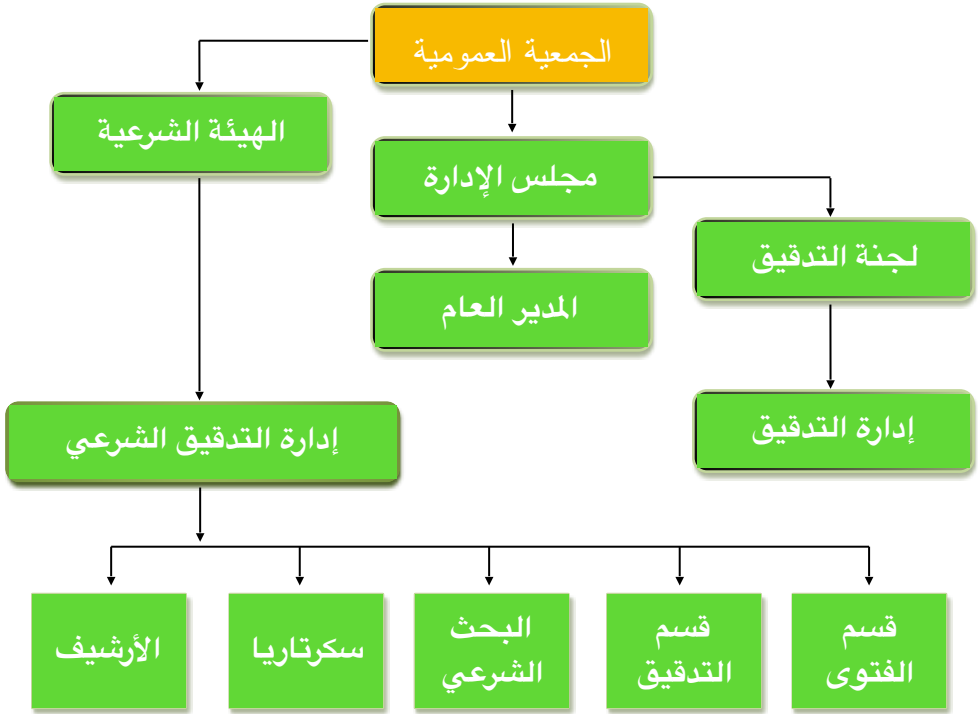 الجمعية العمومية
الهيئة الشرعية
مجلس الإدارة
لجنة التدقيق
المدير العام
إدارة التدقيق
إدارة التدقيق الشرعي
قسم
الفتوى
قسم
التدقيق
البحث
الشرعي
سكرتاريا
الأرشيف